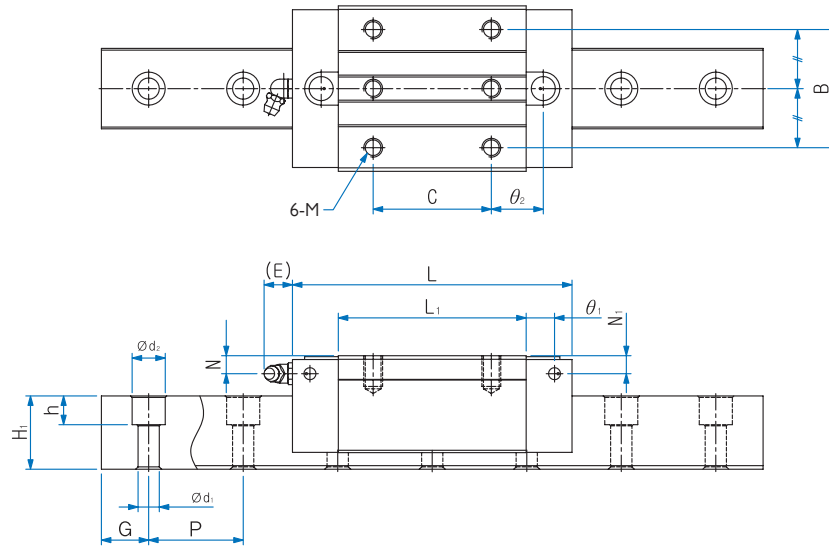 B
6-M
C
θ₂
(E)
L
L₁
θ₁
N₁
N
Ød₂
h
H₁
Ød₁
G
P